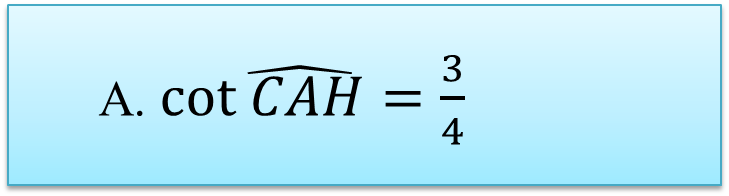 A. cot \widehat{CAH} = \frac{3}{4}